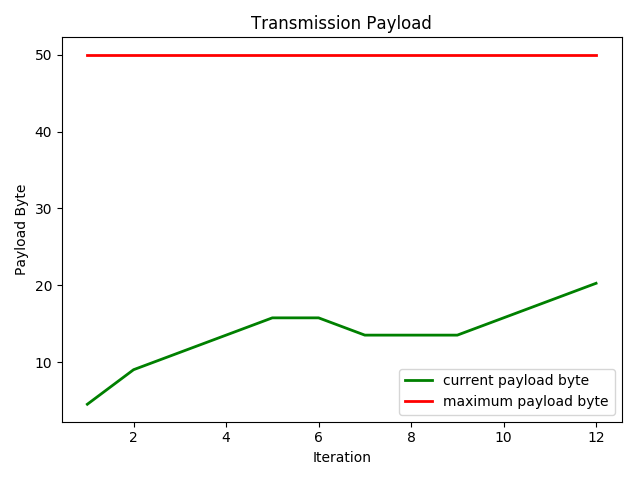 Transmission Payload
50
40
30
20
10
Payload Byte
current payload byte
maximum payload byte
2 4 6 8 10 12
Iteration